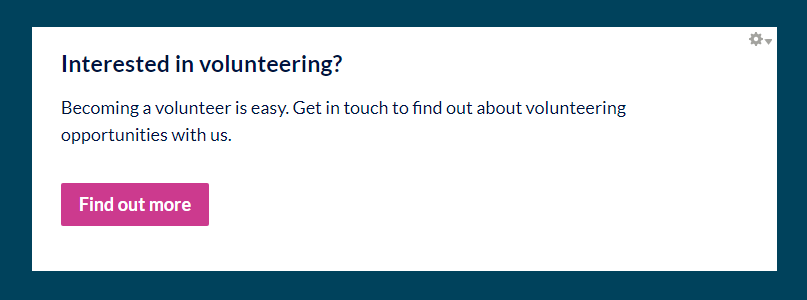 Interested in volunteering?
Becoming a volunteer is easy. Get in touch to find out about volunteering
opportunities with us.
Find out more